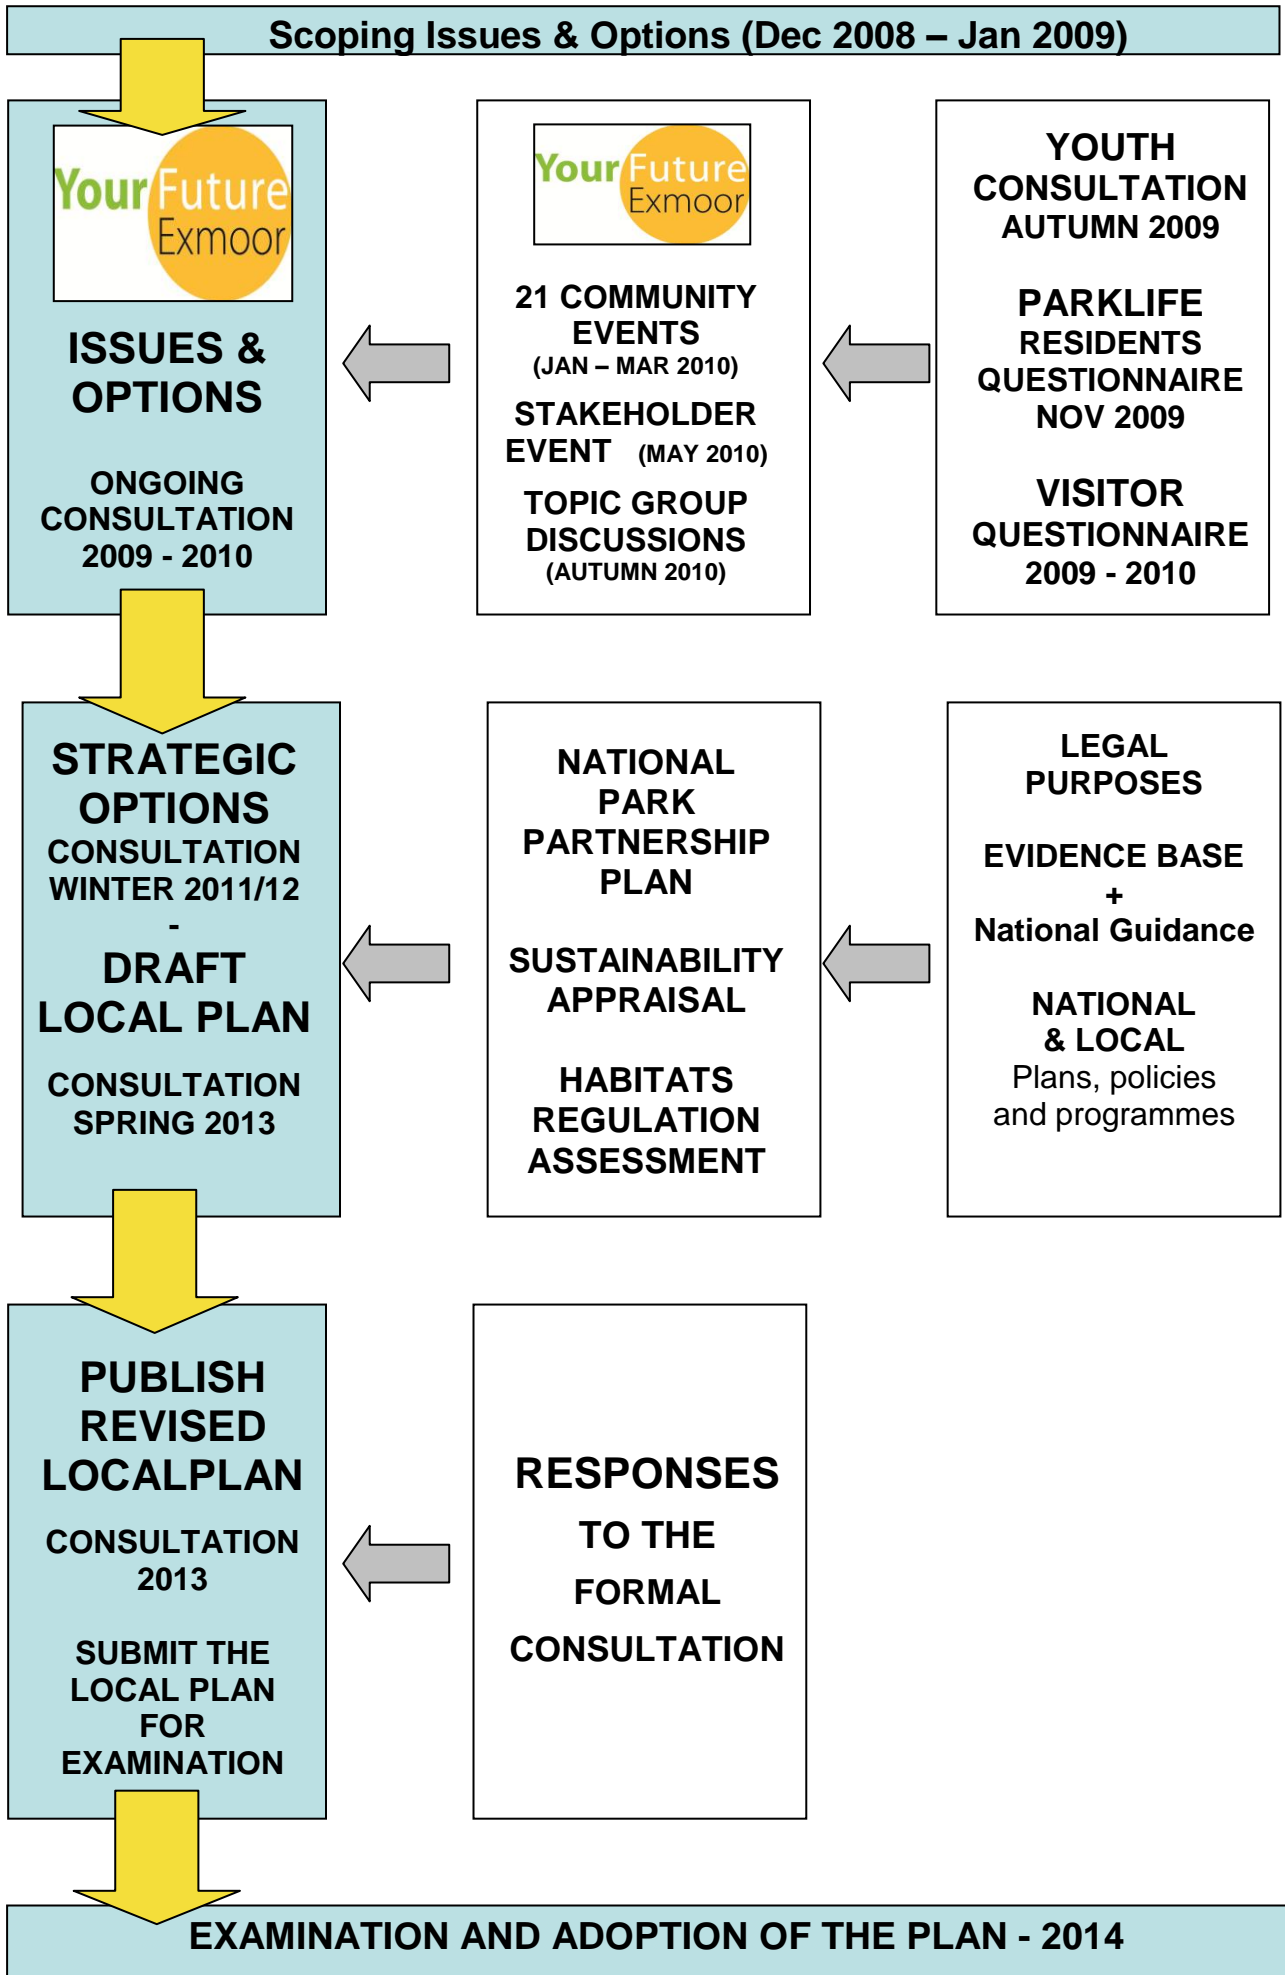 Scoping Issues & Options (Dec 2008 – Jan 2009)
Your Future
Exmoor
ISSUES &
OPTIONS
ONGOING
CONSULTATION
2009 - 2010
Your Future
Exmoor
21 COMMUNITY
EVENTS
(JAN – MAR 2010)
STAKEHOLDER
EVENT (MAY 2010)
TOPIC GROUP
DISCUSSIONS
(AUTUMN 2010)
YOUTH
CONSULTATION
AUTUMN 2009
PARKLIFE
RESIDENTS
QUESTIONNAIRE
NOV 2009
VISITOR
QUESTIONNAIRE
2009 - 2010
STRATEGIC
OPTIONS
CONSULTATION
WINTER 2011/12
-
DRAFT
LOCAL PLAN
CONSULTATION
SPRING 2013
NATIONAL
PARK
PARTNERSHIP
PLAN
SUSTAINABILITY
APPRAISAL
HABITATS
REGULATION
ASSESSMENT
LEGAL
PURPOSES
EVIDENCE BASE
+
National Guidance
NATIONAL
& LOCAL
Plans, policies
and programmes
PUBLISH
REVISED
LOCALPLAN
CONSULTATION
2013
SUBMIT THE
LOCAL PLAN
FOR
EXAMINATION
RESPONSES
TO THE
FORMAL
CONSULTATION
EXAMINATION AND ADOPTION OF THE PLAN - 2014